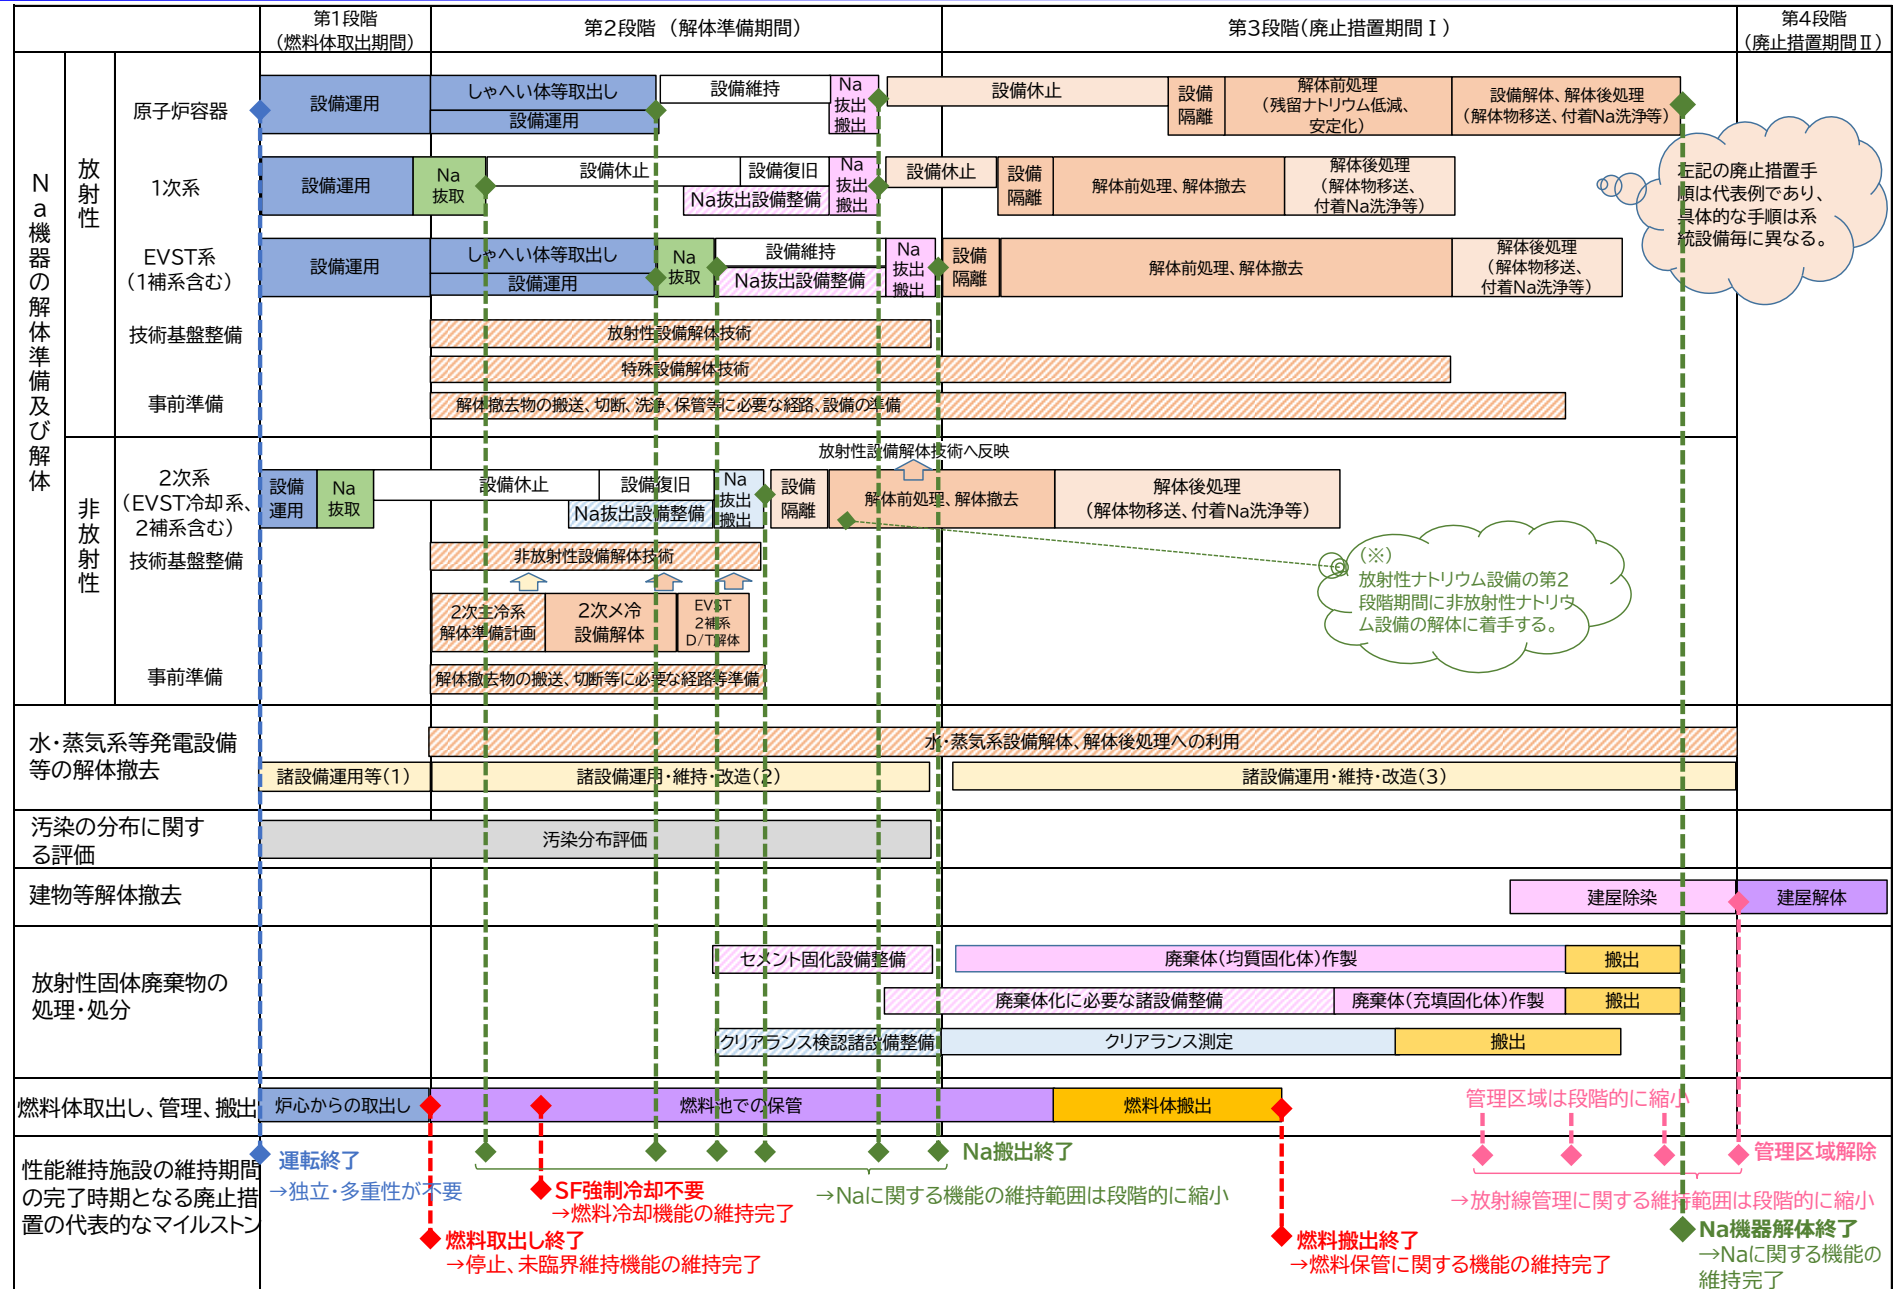 第1段階
（燃料体取出期間）
第2段階 （解体準備期間）
第3段階（廃止措置期間Ⅰ）
第4段階
（廃止措置期間Ⅱ）
Na機器の解体準備及び解体
放射性
原子炉容器
設備運用
しゃへい体等取出し
設備運用
設備維持
Na
抜出
搬出
設備休止
設備
隔離
解体前処理
（残留ナトリウム低減、
安定化）
設備解体、解体後処理
（解体物移送、付着Na洗浄等）
1次系
設備運用
Na
抜取
設備休止
設備復旧
Na抜出設備整備
Na
抜出
搬出
設備休止
設備
隔離
解体前処理、解体撤去
解体後処理
（解体物移送、
付着Na洗浄等）
左記の廃止措置手
順は代表例であり、
具体的な手順は系
統設備毎に異なる。
EVST系
（1補系含む）
設備運用
しゃへい体等取出し
設備運用
Na
抜取
設備維持
Na抜出設備整備
Na
抜出
搬出
設備
隔離
解体前処理、解体撤去
解体後処理
（解体物移送、
付着Na洗浄等）
技術基盤整備
放射性設備解体技術
特殊設備解体技術
事前準備
解体撤去物の搬送、切断、洗浄、保管等に必要な経路、設備の準備
非放射性
放射性設備解体技術へ反映
2次系
（EVST冷却系、
2補系含む）
設備
運用
Na
抜取
設備休止
設備復旧
Na抜出設備整備
Na
抜出
搬出
設備
隔離
解体前処理、解体撤去
解体後処理
（解体物移送、付着Na洗浄等）
技術基盤整備
非放射性設備解体技術
2次主冷系
解体準備計画
2次メ冷
設備解体
EVST
2補系
D/T解体
（※）
放射性ナトリウム設備の第2
段階期間に非放射性ナトリウ
ム設備の解体に着手する。
事前準備
解体撤去物の搬送、切断等に必要な経路等準備
水・蒸気系等発電設備
等の解体撤去
水・蒸気系設備解体、解体後処理への利用
諸設備運用等(1)
諸設備運用・維持・改造(2)
諸設備運用・維持・改造(3)
汚染の分布に関す
る評価
汚染分布評価
建物等解体撤去
建屋除染
建屋解体
放射性固体廃棄物の
処理・処分
セメント固化設備整備
廃棄体(均質固化体)作製
搬出
廃棄体化に必要な諸設備整備
廃棄体(充填固化体)作製
搬出
クリアランス検認諸設備整備
クリアランス測定
搬出
燃料体取出し、管理、搬出
炉心からの取出し
燃料池での保管
燃料体搬出
管理区域は段階的に縮小
性能維持施設の維持期間
の完了時期となる廃止措
置の代表的なマイルストン
運転終了
→独立・多重性が不要
SF強制冷却不要
→燃料冷却機能の維持完了
燃料取出し終了
→停止、未臨界維持機能の維持完了
Na搬出終了
→Naに関する機能の維持範囲は段階的に縮小
燃料搬出終了
→燃料保管に関する機能の維持完了
管理区域解除
→放射線管理に関する維持範囲は段階的に縮小
Na機器解体終了
→Naに関する機能の
維持完了